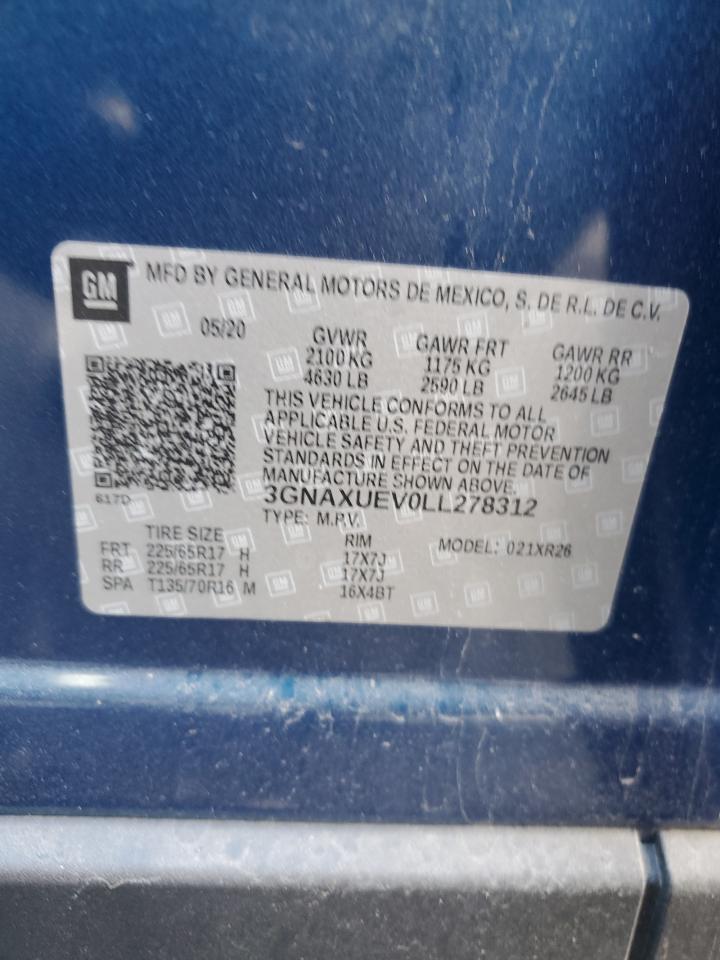 GM
MFD BY GENERAL MOTORS DE MEXICO, S. DE R.L. DE C.V.
05/20 GVWR GAWR FRT GAWR RR
2100 KG 1175 KG 1200 KG
4630 LB 2590 LB 2645 LB
THIS VEHICLE CONFORMS TO ALL
APPLICABLE U.S. FEDERAL MOTOR
VEHICLE SAFETY AND THEFT PREVENTION
STANDARDS IN EFFECT ON THE DATE OF
MANUFACTURE SHOWN ABOVE.
617D 3GNAXUEV0LL278312
TYPE: M.P.V.
TIRE SIZE RIM MODEL: 021XR26
FRT 225/65R17 H 17X7J
RR 225/65R17 H 17X7J
SPA T135/70R16 M 16X4BT